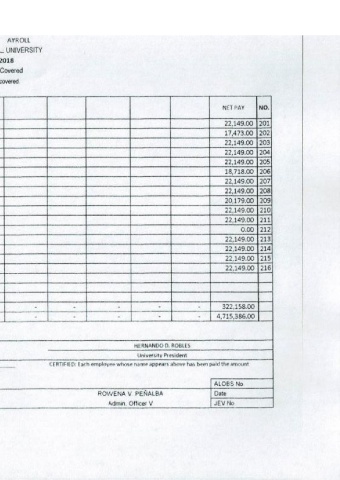 AYROLL
L UNIVERSITY
2018
Covered
covered
NET PAY NO.
22,149.00 201
17,473.00 202
22,149.00 203
22,149.00 204
22,149.00 205
18,718.00 206
22,149.00 207
22,149.00 208
20,179.00 209
22,149.00 210
22,149.00 211
0.00 212
22,149.00 213
22,149.00 214
22,149.00 215
22,149.00 216
- - - - - 322,158.00
- - - - - 4,715,386.00
HERNANDO D. ROBLES
University President
CERTIFIED: Each employee whose name appears above has been paid the amount
ALOBS No
ROWENA V. PEÑALBA Date
Admin. Officer V JEV No